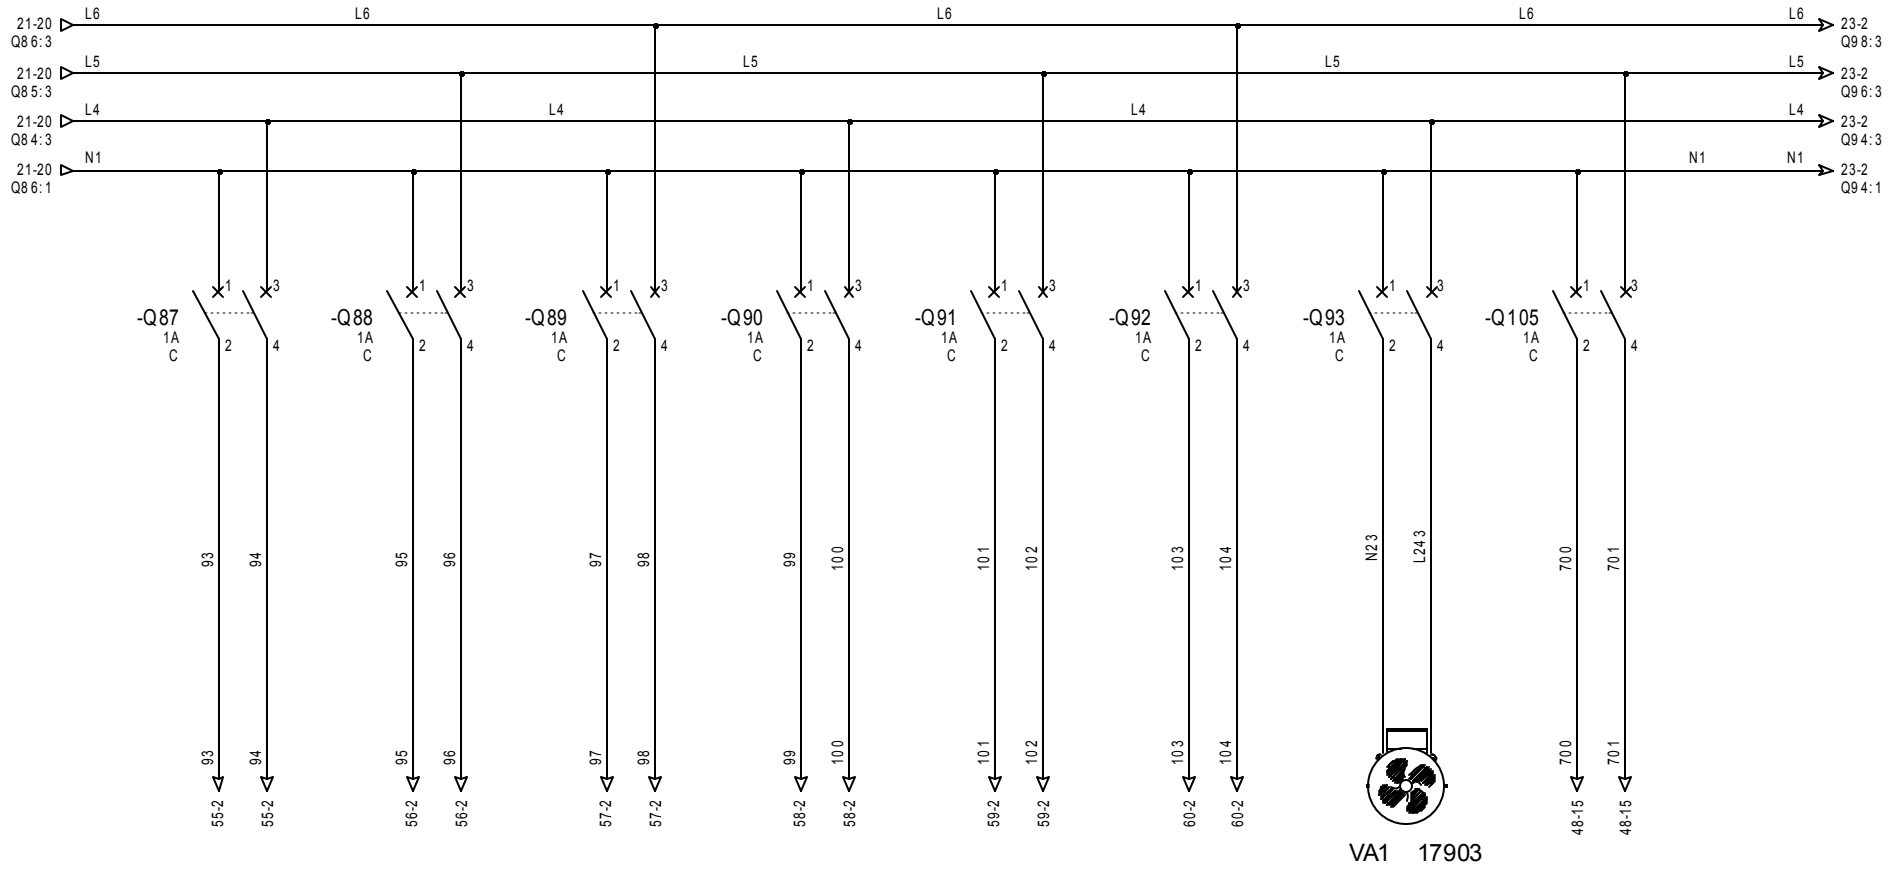 L6 L6 L6 L6 L6
21-20 23-2
Q86:3 Q98:3
L5 L5 L5 L5
21-20 23-2
Q85:3 Q96:3
L4 L4 L4 L4
21-20 23-2
Q84:3 Q94:3
N1 N1 N1
21-20 23-2
Q86:1 Q94:1
1 3 1 3 1 3 1 3 1 3 1 3 1 3 1 3
-Q87 -Q88 -Q89 -Q90 -Q91 -Q92 -Q93 -Q105
1A 1A 1A 1A 1A 1A 1A 1A
2 4 2 4 2 4 2 4 2 4 2 4 2 4 2 4
C C C C C C C C
93 94 95 96 97 98 99 100 101 102 103 104 N23 L243 700 701
93 94 95 96 97 98 99 100 101 102 103 104 700 701
55-2 55-2 56-2 56-2 57-2 57-2 58-2 58-2 59-2 59-2 60-2 60-2 48-15 48-15
VA1 17903